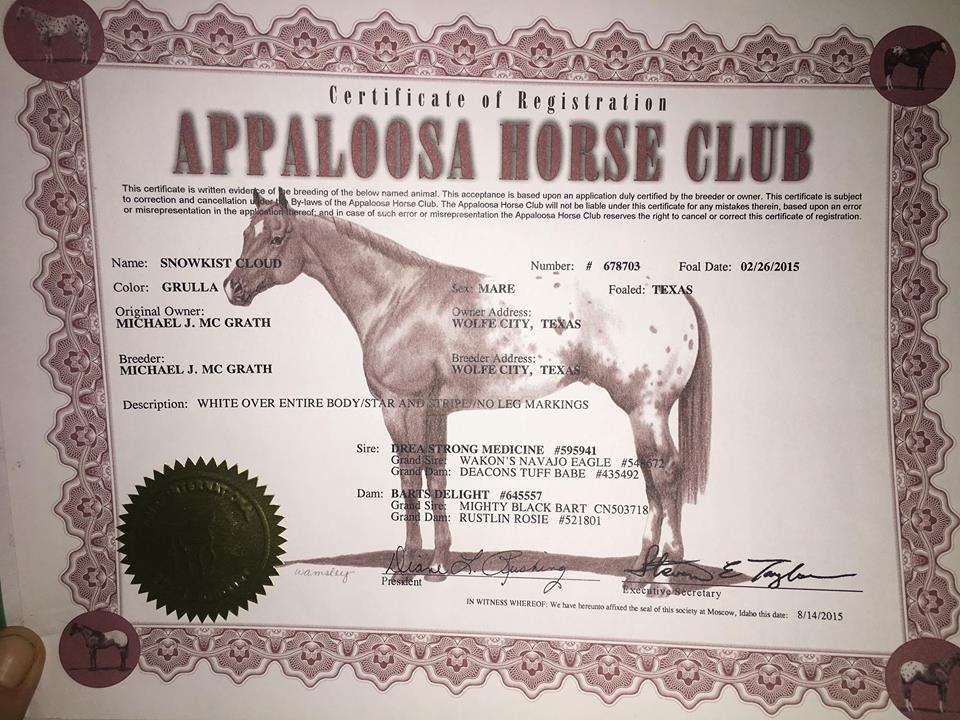 Certificate of Registration
APPALOOSA HORSE CLUB
This certificate is written evidence of the breeding of the below named animal. This acceptance is based upon an application duly certified by the breeder or owner. This certificate is subject
to correction and cancellation under the By-laws of the Appaloosa Horse Club. The Appaloosa Horse Club will not be liable under this certificate for any mistakes therein, based upon an error
or misrepresentation in the application thereof; and in case of such error or misrepresentation the Appaloosa Horse Club reserves the right to cancel or correct this certificate of registration.
Name: SNOWKIST CLOUD Number: # 678703 Foal Date: 02/26/2015
Color: GRULLA Sex: MARE Foaled: TEXAS
Original Owner: Owner Address:
MICHAEL J. MC GRATH WOLFE CITY, TEXAS
Breeder: Breeder Address:
MICHAEL J. MC GRATH WOLFE CITY, TEXAS
Description: WHITE OVER ENTIRE BODY/STAR AND STRIPE//NO LEG MARKINGS
Sire: DREA STRONG MEDICINE #595941
Grand Sire: WAKON'S NAVAJO EAGLE
Grand Dam: DEACONS TUFF BABE #435492
Dam: BARTS DELIGHT #645557
Grand Sire: MIGHTY BLACK BART CN503718
Grand Dam: RUSTLIN ROSIE #521801
wamsley
Diane L. Rushing Steven E Taylor
President Executive Secretary
IN WITNESS WHEREOF: We have hereunto affixed the seal of this society at Moscow, Idaho this date: 8/14/2015